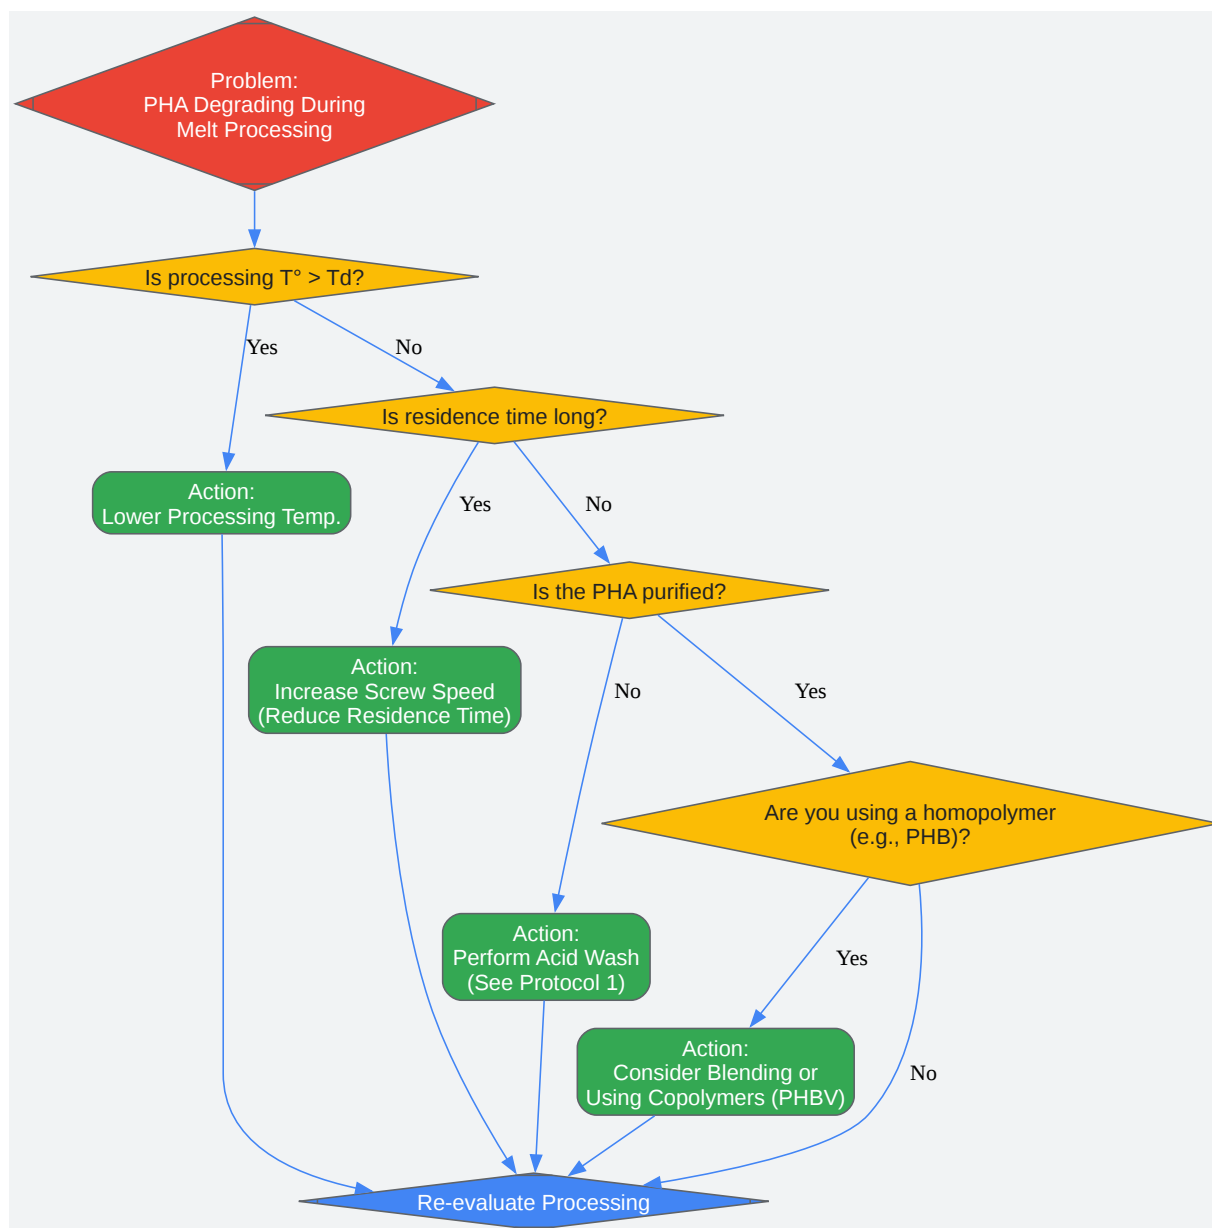 Problem:
PHA Degrading During
Melt Processing
Is processing T° > Td?
Yes
No
Is residence time long?
Action:
Lower Processing Temp.
Yes
No
Is the PHA purified?
Action:
Increase Screw Speed
(Reduce Residence Time)
No
Yes
Are you using a homopolymer
(e.g., PHB)?
Action:
Perform Acid Wash
(See Protocol 1)
Yes
Action:
Consider Blending or
Using Copolymers (PHBV)
No
Re-evaluate Processing